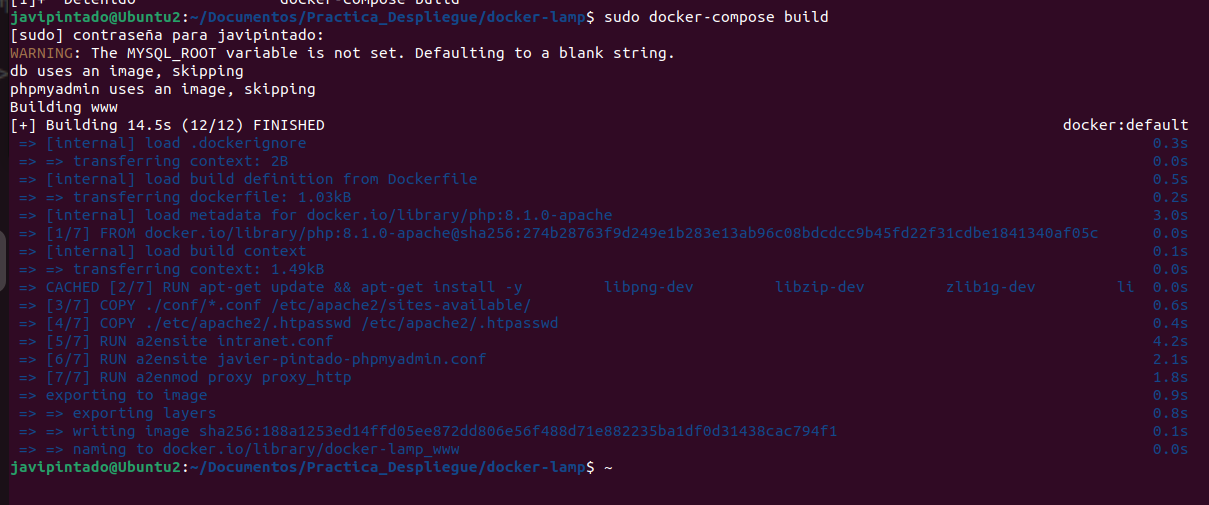 [1]+  Detenido                docker-compose build
javipintado@Ubuntu2:~/Documentos/Practica_Despliegue/docker-lamp$ sudo docker-compose build
[sudo] contraseña para javipintado:
WARNING: The MYSQL_ROOT variable is not set. Defaulting to a blank string.
db uses an image, skipping
phpmyadmin uses an image, skipping
Building www
[+] Building 14.5s (12/12) FINISHED docker:default
=> [internal] load .dockerignore 0.3s
=> => transferring context: 2B 0.0s
=> [internal] load build definition from Dockerfile 0.5s
=> => transferring dockerfile: 1.03kB 0.2s
=> [internal] load metadata for docker.io/library/php:8.1.0-apache 3.0s
=> [1/7] FROM docker.io/library/php:8.1.0-apache@sha256:274b28763f9d249e1b283e13ab96c08bdcdcc9b45fd22f31cdbe1841340af05c 0.0s
=> [internal] load build context 0.1s
=> => transferring context: 1.49kB 0.0s
=> CACHED [2/7] RUN apt-get update && apt-get install -y libpng-dev libzip-dev zlib1g-dev li 0.0s
=> [3/7] COPY ./conf/*.conf /etc/apache2/sites-available/ 0.6s
=> [4/7] COPY ./etc/apache2/.htpasswd /etc/apache2/.htpasswd 0.4s
=> [5/7] RUN a2ensite intranet.conf 4.2s
=> [6/7] RUN a2ensite javier-pintado-phpmyadmin.conf 2.1s
=> [7/7] RUN a2enmod proxy proxy_http 1.8s
=> exporting to image 0.9s
=> => exporting layers 0.8s
=> => writing image sha256:188a1253ed14ffd05ee872dd806e56f488d71e882235ba1df0d31438cac794f1 0.1s
=> => naming to docker.io/library/docker-lamp_www 0.0s
javipintado@Ubuntu2:~/Documentos/Practica_Despliegue/docker-lamp$ ~